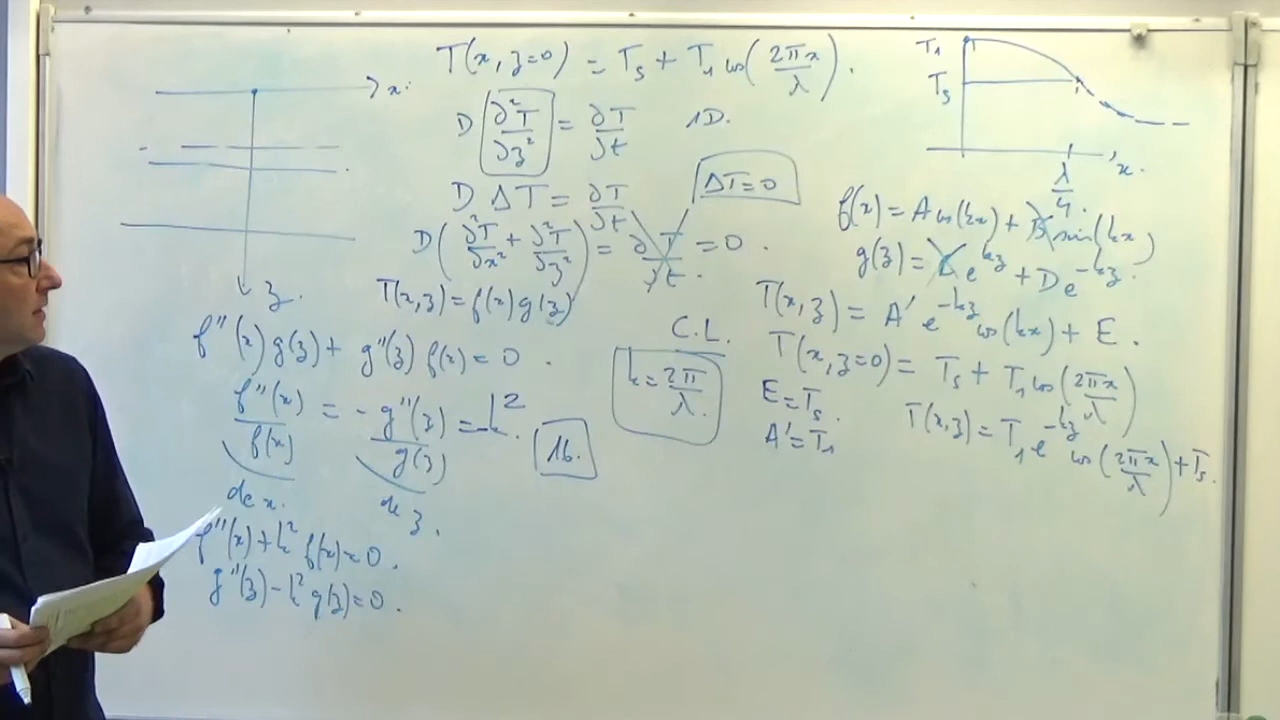 x
z.
T(x, z=0) = T_s + T_1 cos(2πx/λ).
D ∂²T/∂z² = ∂T/∂t 1D.
D ΔT = ∂T/∂t
ΔT=0
D(∂²T/∂x² + ∂²T/∂z²) = ∂T/∂t = 0.
T(x,z) = f(x) g(z)
f''(x) g(z) + g''(z) f(x) = 0.
f''(x)/f(x) = - g''(z)/g(z) = k².
de x. de z.
16.
f''(x) + k² f(x) = 0.
g''(z) - k² g(z) = 0.
C.L.
k = 2π/λ.
T_1
T_s
λ/4. x.
f(x) = A cos(kx) + B sin(kx)
g(z) = C e^{kz} + D e^{-kz}.
T(x,z) = A' e^{-kz} cos(kx) + E.
T(x, z=0) = T_s + T_1 cos(2πx/λ)
E = T_s.
A' = T_1
T(x,z) = T_1 e^{-kz} cos(2πx/λ) + T_s.